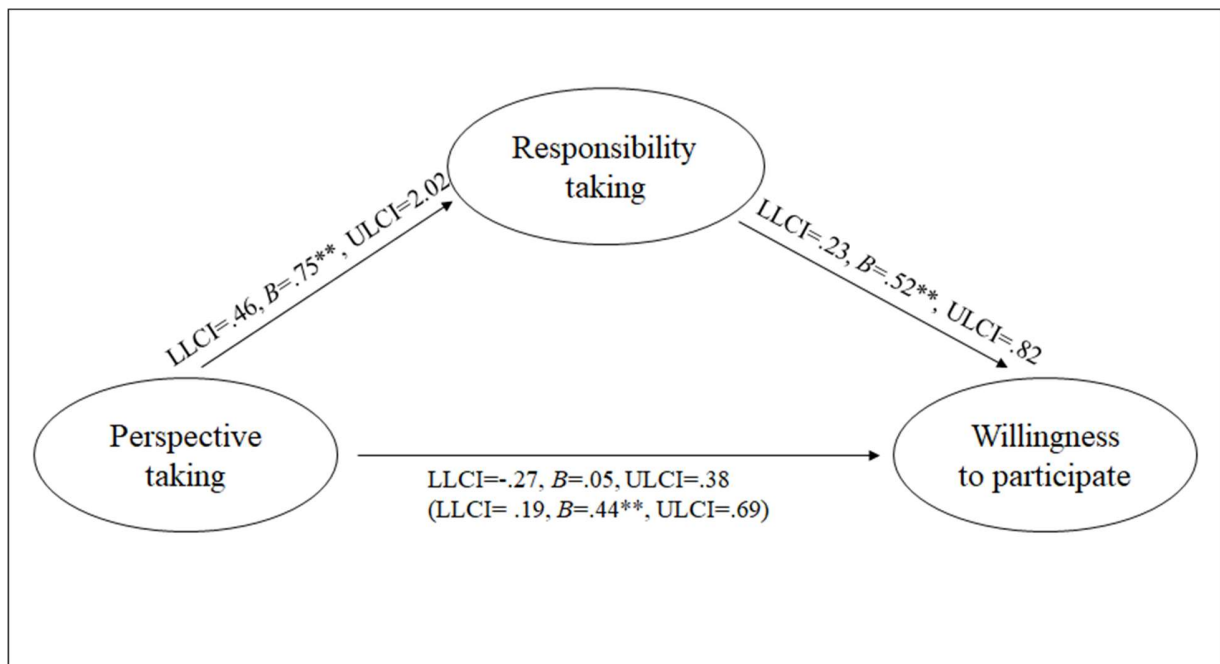 Responsibility
taking
LLCI=.46, B=.75**, ULCI=2.02
LLCI=.23, B=.52**, ULCI=.82
Perspective
taking
LLCI=-.27, B=.05, ULCI=.38
(LLCI= .19, B=.44**, ULCI=.69)
Willingness
to participate